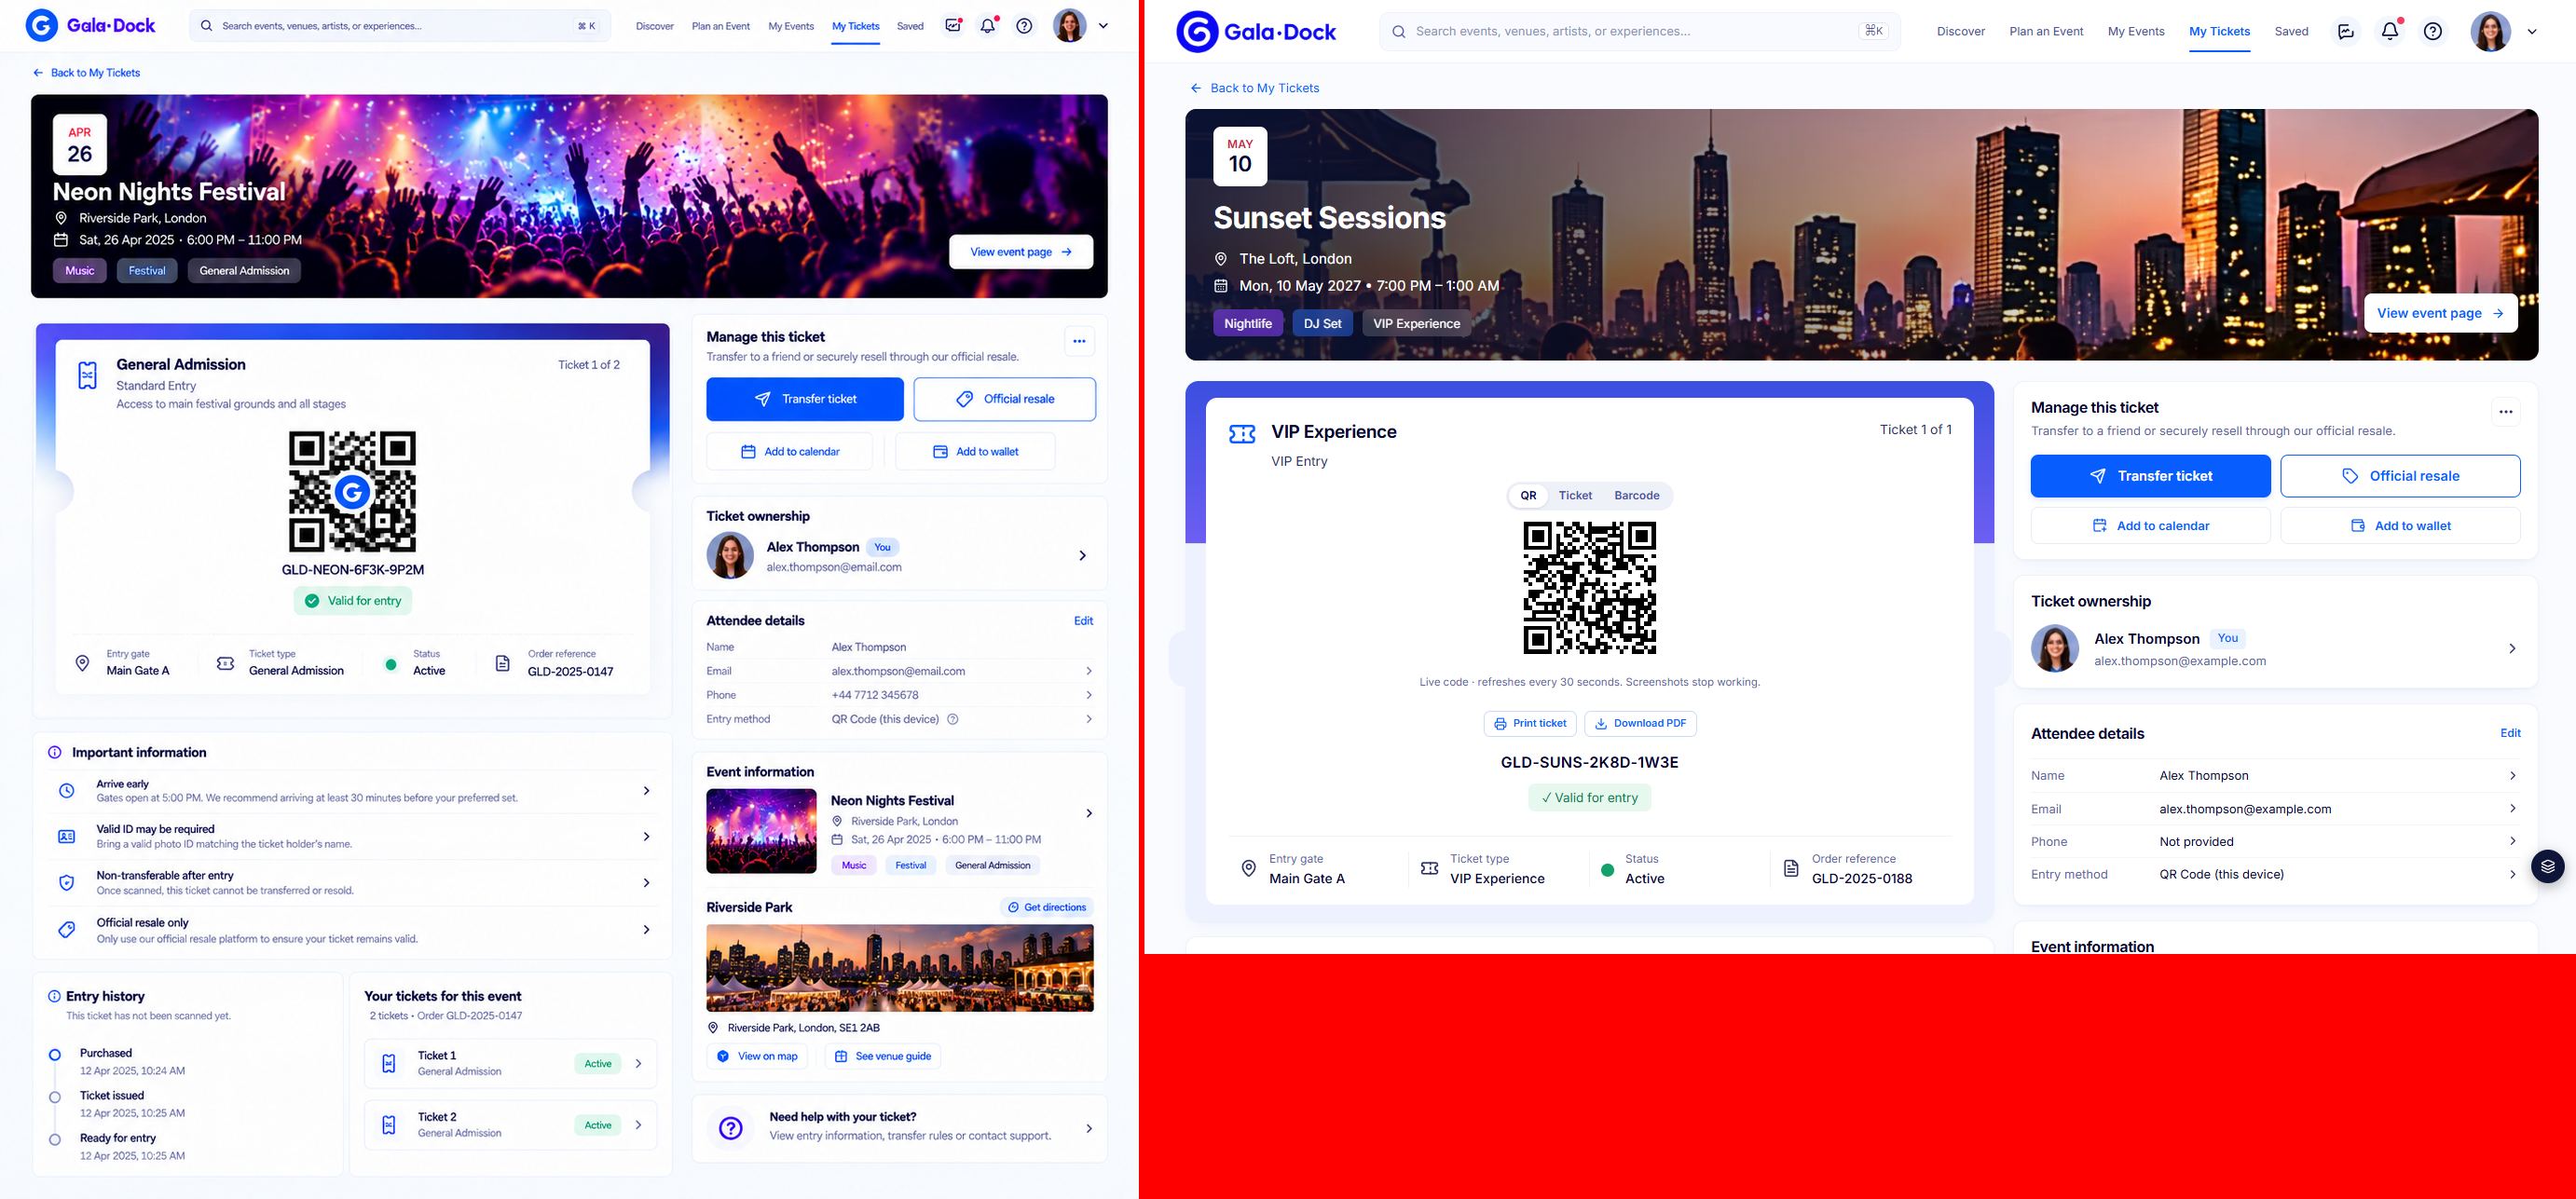 Gala•Dock
Search events, venues, artists, or experiences...
⌘ K
Discover
Plan an Event
My Events
My Tickets
Saved
Back to My Tickets
APR
26
Neon Nights Festival
Riverside Park, London
Sat, 26 Apr 2025 • 6:00 PM – 11:00 PM
Music
Festival
General Admission
View event page
General Admission
Ticket 1 of 2
Standard Entry
Access to main festival grounds and all stages
GLD-NEON-6F3K-9P2M
Valid for entry
Entry gate
Main Gate A
Ticket type
General Admission
Status
Active
Order reference
GLD-2025-0147
Important information
Arrive early
Gates open at 5:00 PM. We recommend arriving at least 30 minutes before your preferred set.
Valid ID may be required
Bring a valid photo ID matching the ticket holder's name.
Non-transferable after entry
Once scanned, this ticket cannot be transferred or resold.
Official resale only
Only use our official resale platform to ensure your ticket remains valid.
Entry history
This ticket has not been scanned yet.
Purchased
12 Apr 2025, 10:24 AM
Ticket issued
12 Apr 2025, 10:25 AM
Ready for entry
12 Apr 2025, 10:25 AM
Your tickets for this event
2 tickets • Order GLD-2025-0147
Ticket 1
General Admission
Active
Ticket 2
General Admission
Active
Manage this ticket
Transfer to a friend or securely resell through our official resale.
Transfer ticket
Official resale
Add to calendar
Add to wallet
Ticket ownership
Alex Thompson
You
alex.thompson@email.com
Attendee details
Edit
Name
Alex Thompson
Email
alex.thompson@email.com
Phone
+44 7712 345678
Entry method
QR Code (this device)
Event information
Neon Nights Festival
Riverside Park, London
Sat, 26 Apr 2025 • 6:00 PM – 11:00 PM
Music
Festival
General Admission
Riverside Park
Get directions
Riverside Park, London, SE1 2AB
View on map
See venue guide
Need help with your ticket?
View entry information, transfer rules or contact support.
Gala•Dock
Search events, venues, artists, or experiences...
⌘K
Discover
Plan an Event
My Events
My Tickets
Saved
Back to My Tickets
MAY
10
Sunset Sessions
The Loft, London
Mon, 10 May 2027 • 7:00 PM – 1:00 AM
Nightlife
DJ Set
VIP Experience
View event page
VIP Experience
Ticket 1 of 1
VIP Entry
QR
Ticket
Barcode
Live code · refreshes every 30 seconds. Screenshots stop working.
Print ticket
Download PDF
GLD-SUNS-2K8D-1W3E
✓ Valid for entry
Entry gate
Main Gate A
Ticket type
VIP Experience
Status
Active
Order reference
GLD-2025-0188
Manage this ticket
Transfer to a friend or securely resell through our official resale.
Transfer ticket
Official resale
Add to calendar
Add to wallet
Ticket ownership
Alex Thompson
You
alex.thompson@example.com
Attendee details
Edit
Name
Alex Thompson
Email
alex.thompson@example.com
Phone
Not provided
Entry method
QR Code (this device)
Event information